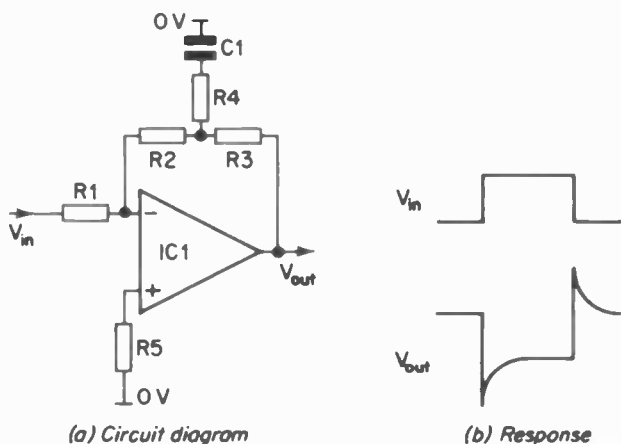 0V
C1
R4
R2
R3
R1
Vin
−
IC1
+
Vout
R5
0V
(a) Circuit diagram
Vin
Vout
(b) Response